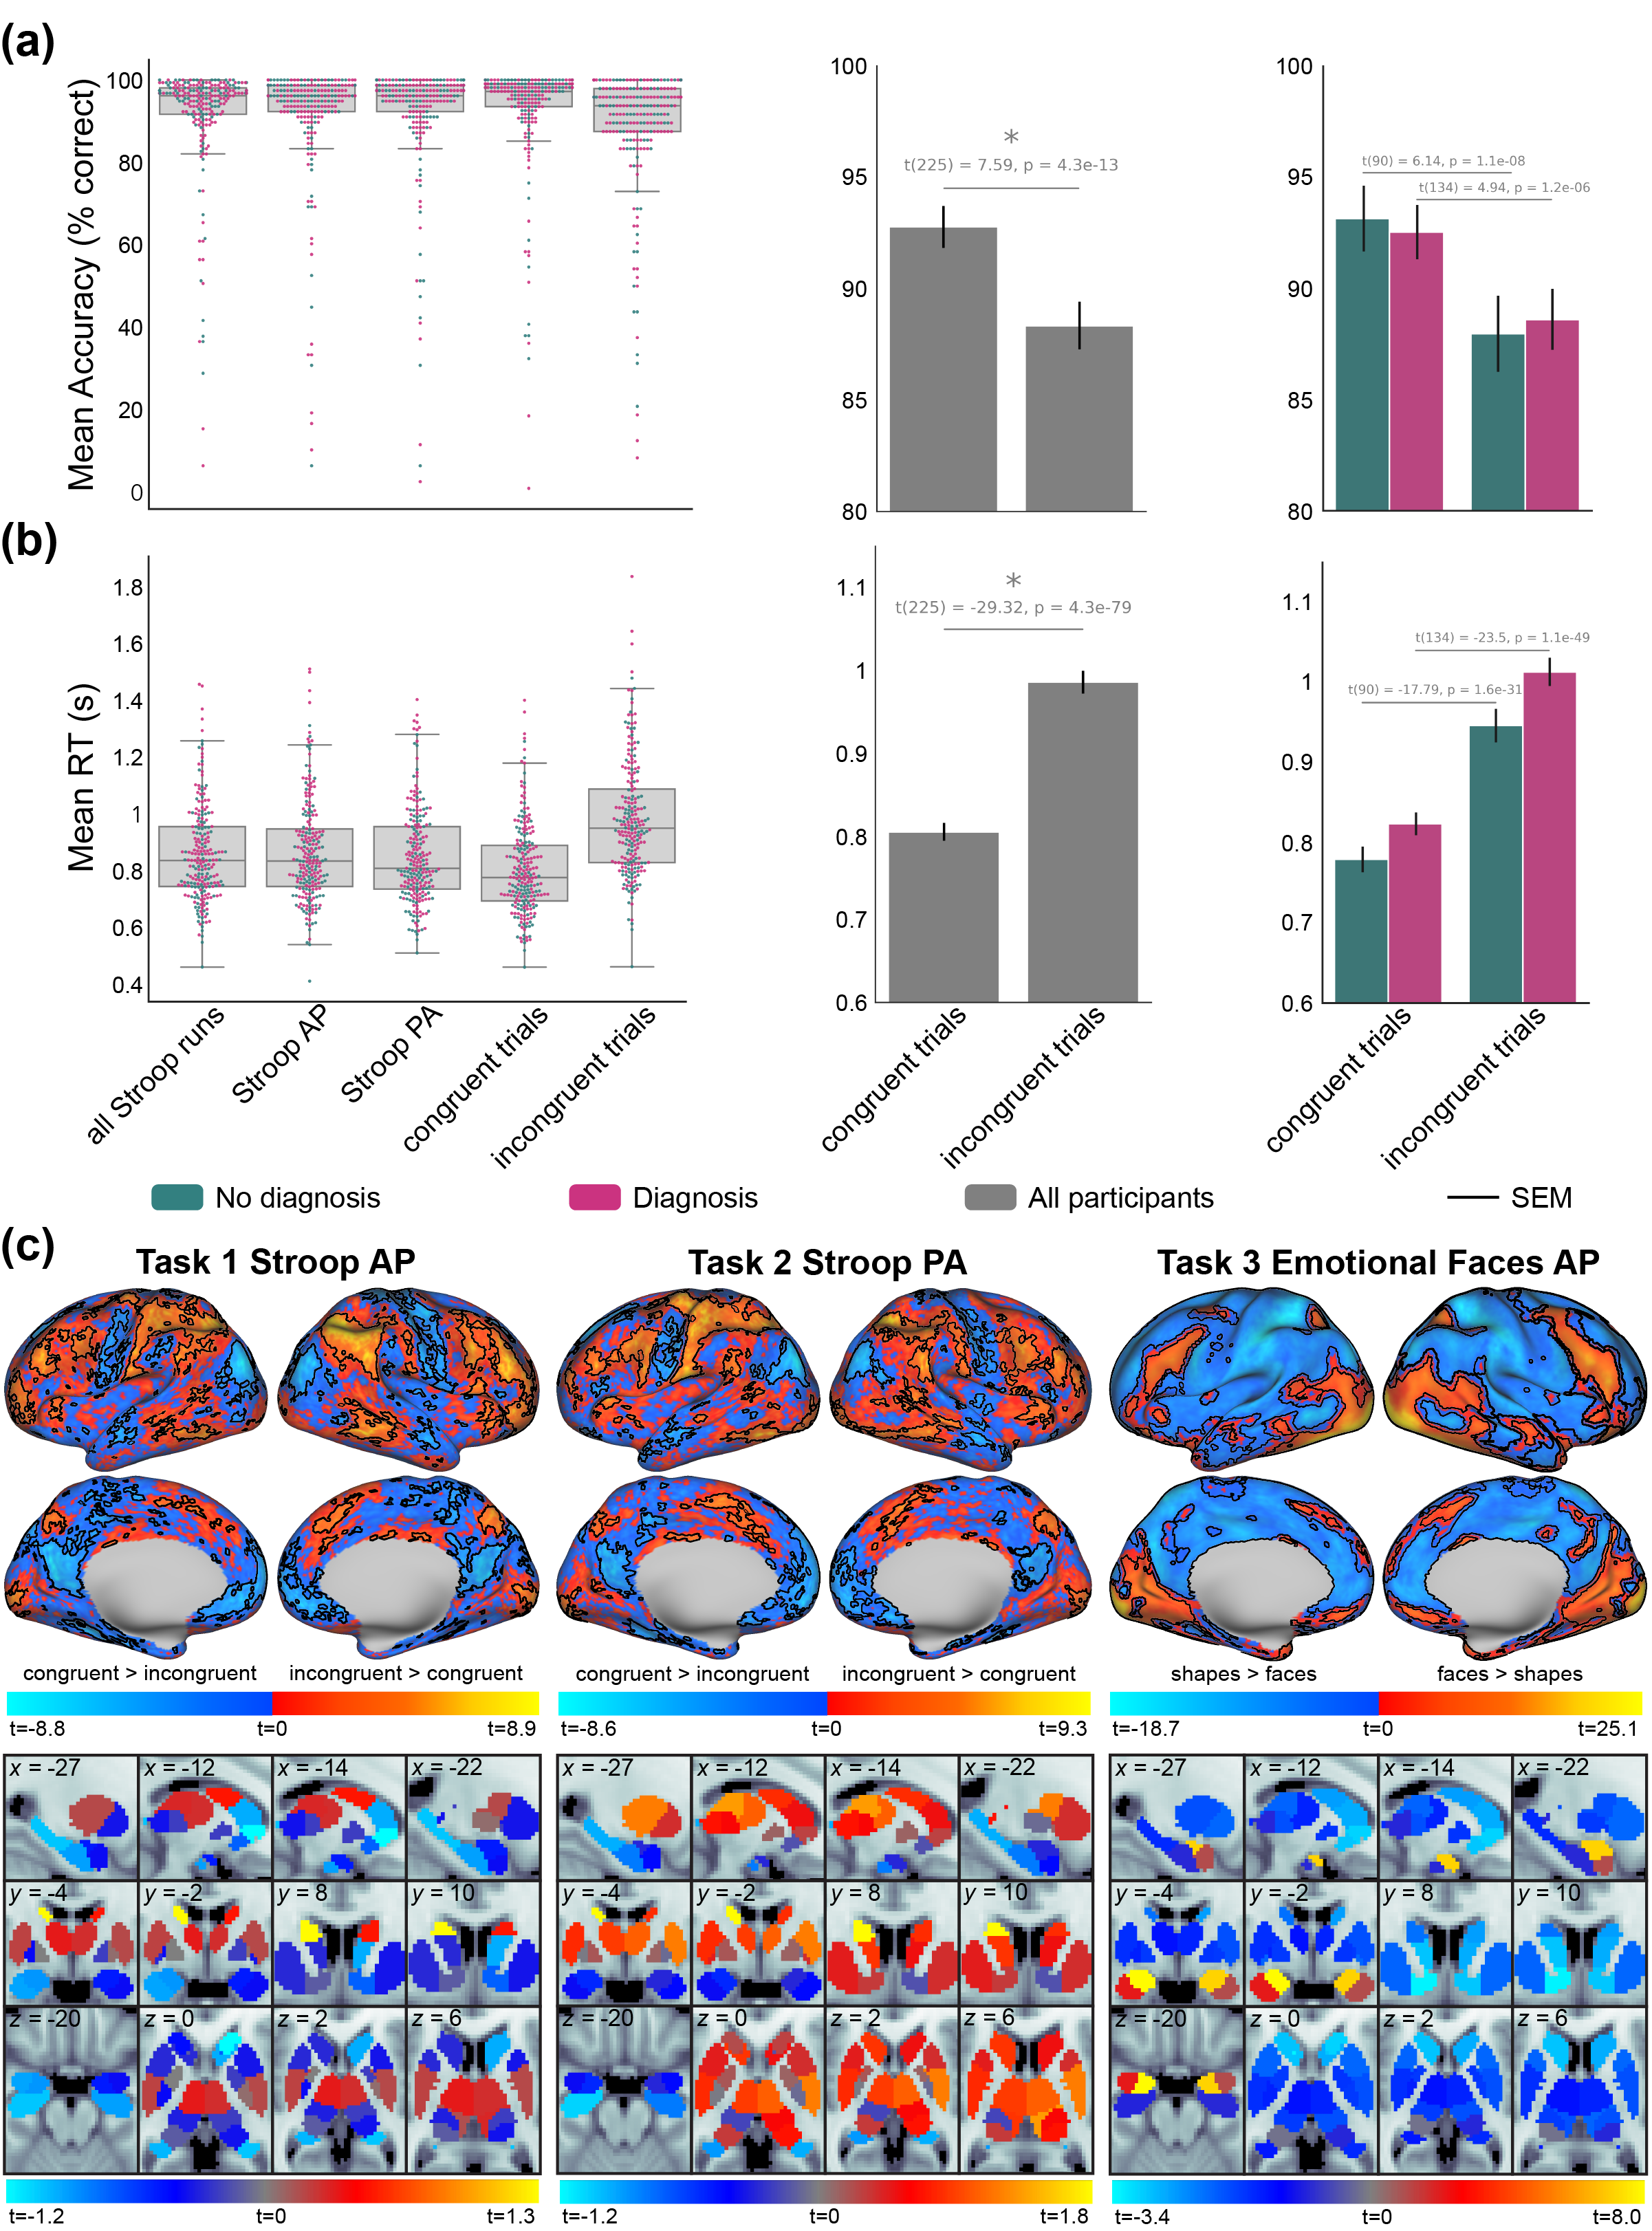 (a)
Mean Accuracy (% correct)
100
80
60
40
20
0
100
95
90
85
80
*
t(225) = 7.59, p = 4.3e-13
100
95
90
85
80
t(90) = 6.14, p = 1.1e-08
t(134) = 4.94, p = 1.2e-06
(b)
Mean RT (s)
1.8
1.6
1.4
1.2
1
0.8
0.6
0.4
all Stroop runs
Stroop AP
Stroop PA
congruent trials
incongruent trials
1.1
1
0.9
0.8
0.7
0.6
*
t(225) = -29.32, p = 4.3e-79
congruent trials
incongruent trials
1.1
1
0.9
0.8
0.7
0.6
t(134) = -23.5, p = 1.1e-49
t(90) = -17.79, p = 1.6e-31
congruent trials
incongruent trials
No diagnosis
Diagnosis
All participants
SEM
(c)
Task 1 Stroop AP
Task 2 Stroop PA
Task 3 Emotional Faces AP
congruent > incongruent
incongruent > congruent
congruent > incongruent
incongruent > congruent
shapes > faces
faces > shapes
t=-8.8
t=0
t=8.9
t=-8.6
t=0
t=9.3
t=-18.7
t=0
t=25.1
x = -27
x = -12
x = -14
x = -22
x = -27
x = -12
x = -14
x = -22
x = -27
x = -12
x = -14
x = -22
y = -4
y = -2
y = 8
y = 10
y = -4
y = -2
y = 8
y = 10
y = -4
y = -2
y = 8
y = 10
z = -20
z = 0
z = 2
z = 6
z = -20
z = 0
z = 2
z = 6
z = -20
z = 0
z = 2
z = 6
t=-1.2
t=0
t=1.3
t=-1.2
t=0
t=1.8
t=-3.4
t=0
t=8.0